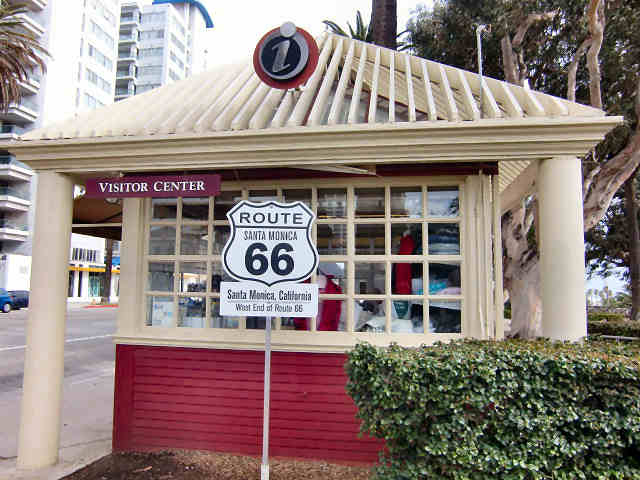 i
VISITOR CENTER
ROUTE
SANTA MONICA
66
Santa Monica, California
West End of Route 66